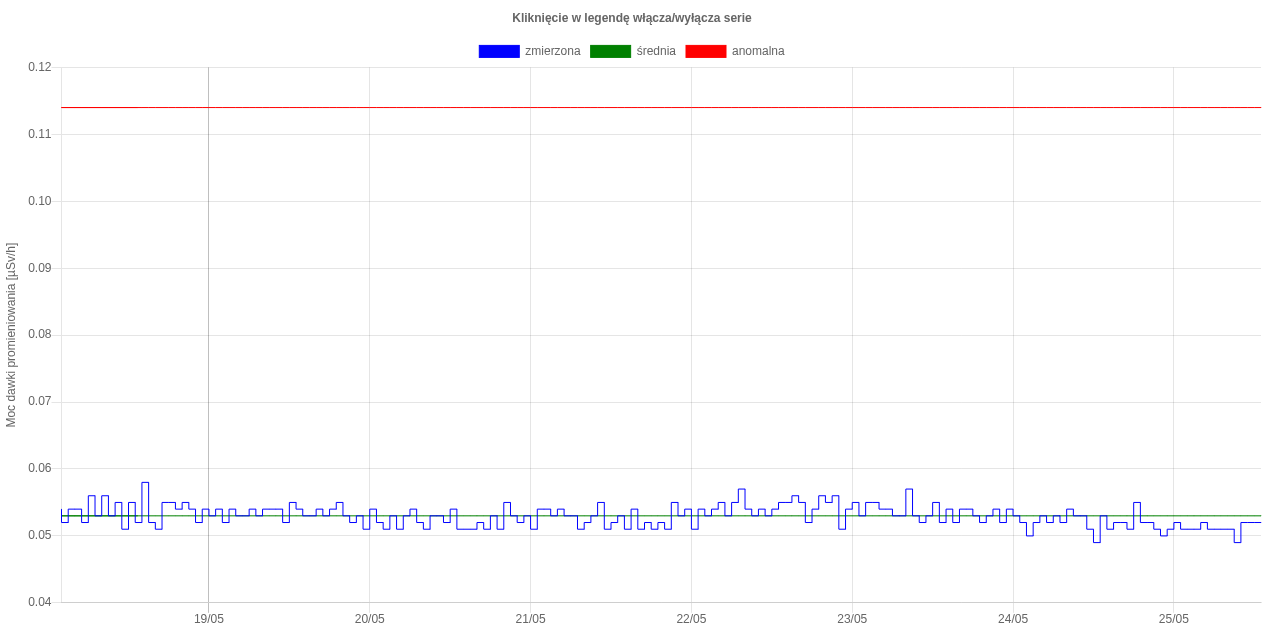 Kliknięcie w legendę włącza/wyłącza serie
zmierzona średnia anomalna
Moc dawki promieniowania [µSv/h]
0.12
0.11
0.10
0.09
0.08
0.07
0.06
0.05
0.04
19/05 20/05 21/05 22/05 23/05 24/05 25/05